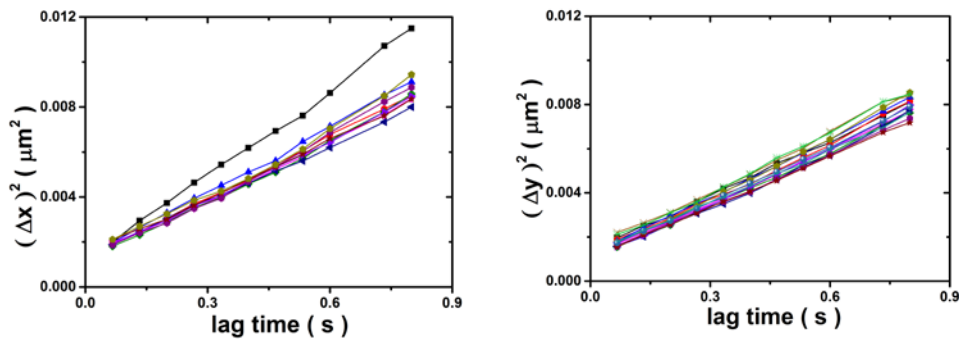 0.012
0.008
0.004
0.000
( Δx )² ( μm² )
0.0 0.3 0.6 0.9
lag time ( s )
0.012
0.008
0.004
0.000
( Δy )² ( μm² )
0.0 0.3 0.6 0.9
lag time ( s )